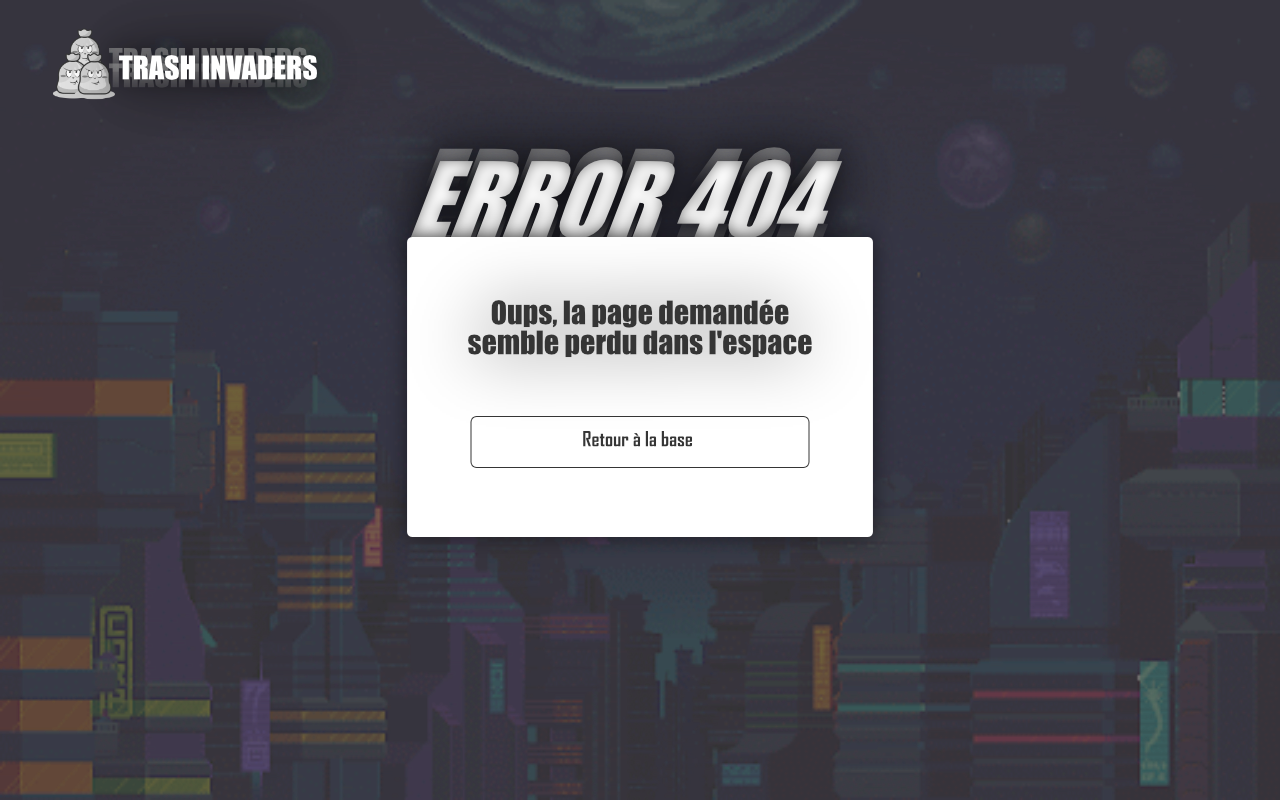 TRASH INVADERS
ERROR 404
Oups, la page demandée
semble perdu dans l'espace
Retour à la base